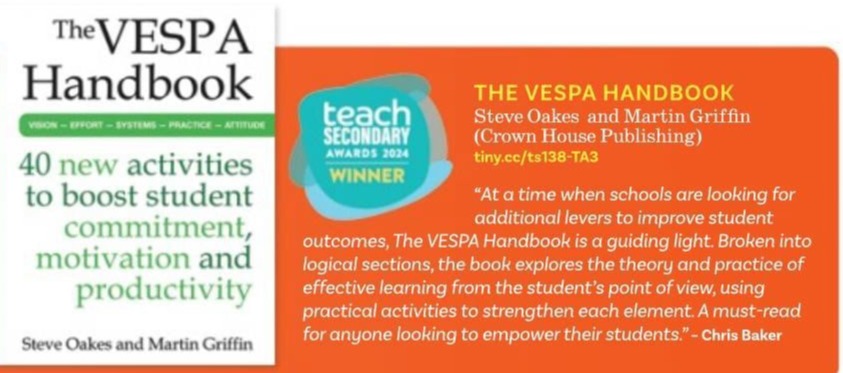 The VESPA
Handbook
VISION – EFFORT – SYSTEMS – PRACTICE – ATTITUDE
40 new activities
to boost student
commitment,
motivation and
productivity
Steve Oakes and Martin Griffin
teach
SECONDARY
AWARDS 2024
WINNER
THE VESPA HANDBOOK
Steve Oakes and Martin Griffin
(Crown House Publishing)
tiny.cc/ts138-TA3
“At a time when schools are looking for
additional levers to improve student
outcomes, The VESPA Handbook is a guiding light. Broken into
logical sections, the book explores the theory and practice of
effective learning from the student’s point of view, using
practical activities to strengthen each element. A must-read
for anyone looking to empower their students.” – Chris Baker